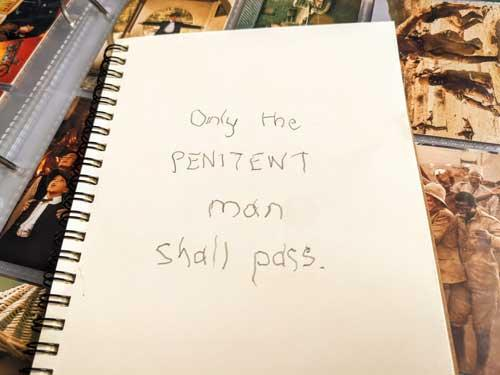 Only the
PENITENT
man
shall pass.